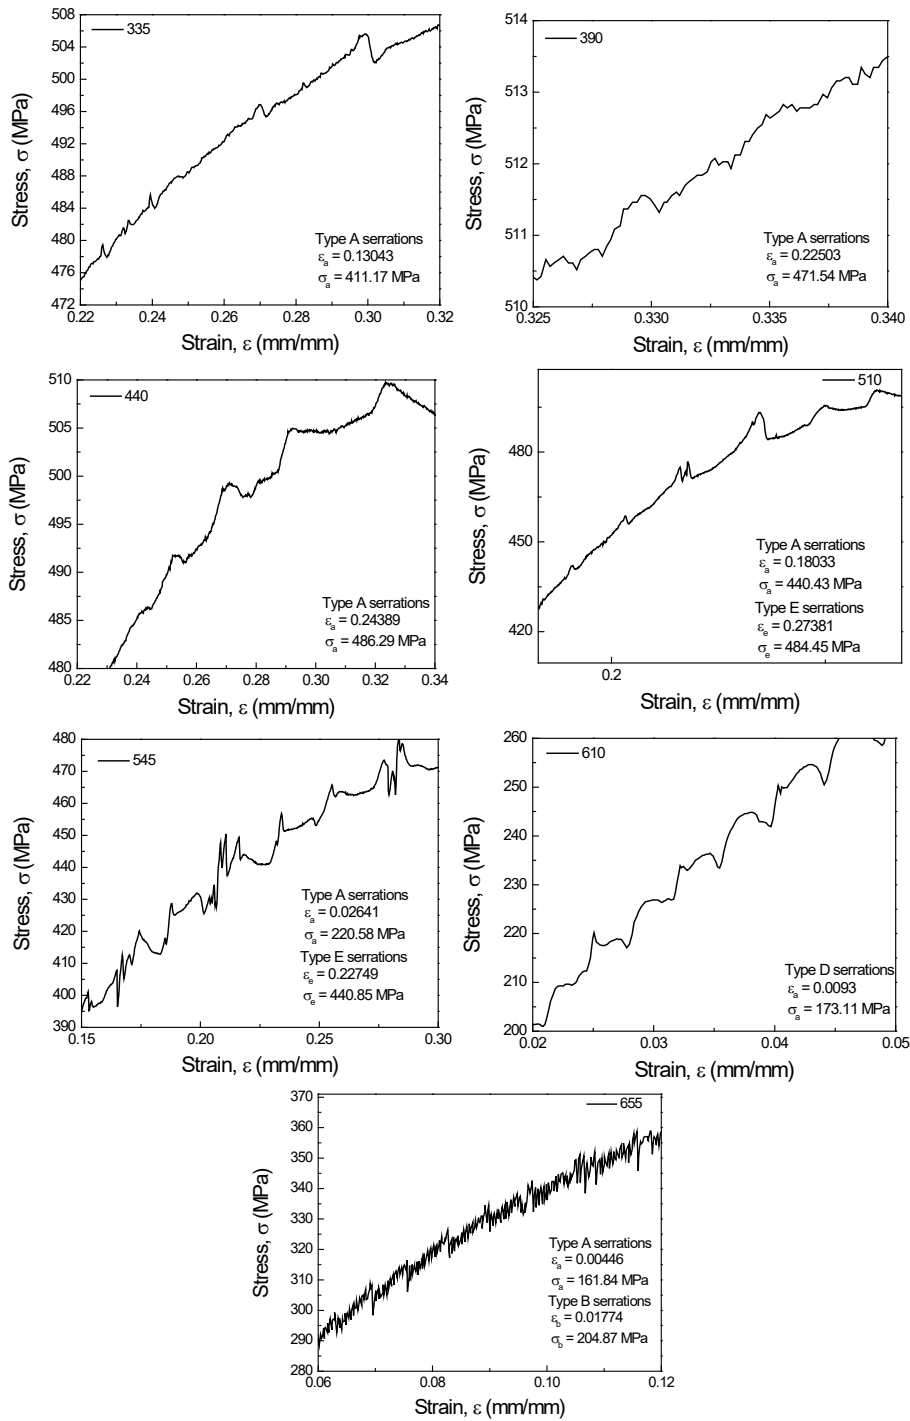 508
504
500
496
492
488
484
480
476
472
335
Type A serrations
εa = 0.13043
σa = 411.17 MPa
0.22 0.24 0.26 0.28 0.30 0.32
Strain, ε (mm/mm)
Stress, σ (MPa)
514
513
512
511
510
390
Type A serrations
εa = 0.22503
σa = 471.54 MPa
0.325 0.330 0.335 0.340
Strain, ε (mm/mm)
Stress, σ (MPa)
510
505
500
495
490
485
480
440
Type A serrations
εa = 0.24389
σa = 486.29 MPa
0.22 0.24 0.26 0.28 0.30 0.32 0.34
Strain, ε (mm/mm)
Stress, σ (MPa)
480
450
420
510
Type A serrations
εa = 0.18033
σa = 440.43 MPa
Type E serrations
εe = 0.27381
σe = 484.45 MPa
0.2
Strain, ε (mm/mm)
Stress, σ (MPa)
480
470
460
450
440
430
420
410
400
390
545
Type A serrations
εa = 0.02641
σa = 220.58 MPa
Type E serrations
εe = 0.22749
σe = 440.85 MPa
0.15 0.20 0.25 0.30
Strain, ε (mm/mm)
Stress, σ (MPa)
260
250
240
230
220
210
200
610
Type D serrations
εa = 0.0093
σa = 173.11 MPa
0.02 0.03 0.04 0.05
Strain, ε (mm/mm)
Stress, σ (MPa)
370
360
350
340
330
320
310
300
290
280
655
Type A serrations
εa = 0.00446
σa = 161.84 MPa
Type B serrations
εb = 0.01774
σb = 204.87 MPa
0.06 0.08 0.10 0.12
Strain, ε (mm/mm)
Stress, σ (MPa)